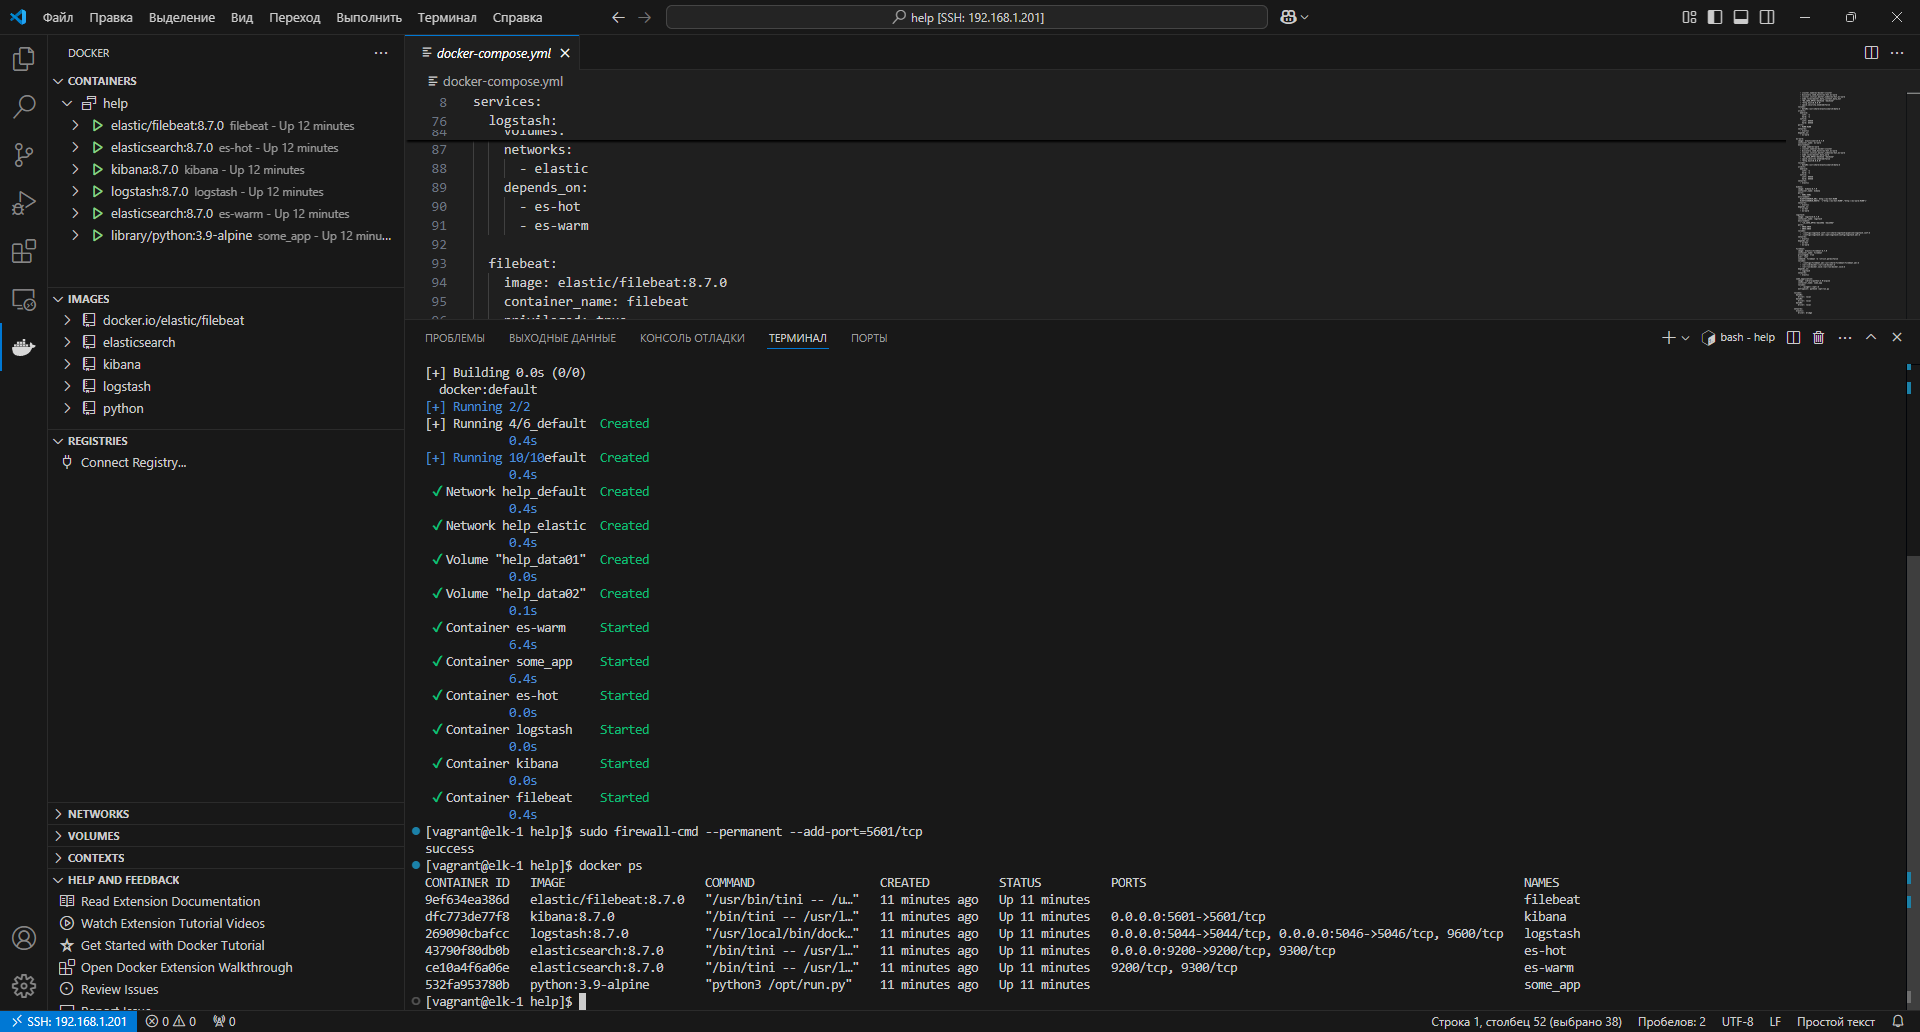 Файл Правка Выделение Вид Переход Выполнить Терминал Справка
help [SSH: 192.168.1.201]
DOCKER
CONTAINERS
help
elastic/filebeat:8.7.0 filebeat - Up 12 minutes
elasticsearch:8.7.0 es-hot - Up 12 minutes
kibana:8.7.0 kibana - Up 12 minutes
logstash:8.7.0 logstash - Up 12 minutes
elasticsearch:8.7.0 es-warm - Up 12 minutes
library/python:3.9-alpine some_app - Up 12 minu...
IMAGES
docker.io/elastic/filebeat
elasticsearch
kibana
logstash
python
REGISTRIES
Connect Registry...
NETWORKS
VOLUMES
CONTEXTS
HELP AND FEEDBACK
Read Extension Documentation
Watch Extension Tutorial Videos
Get Started with Docker Tutorial
Open Docker Extension Walkthrough
Review Issues
docker-compose.yml
docker-compose.yml
8 services:
76 logstash:
84 volumes:
87 networks:
88 - elastic
89 depends_on:
90 - es-hot
91 - es-warm
92
93 filebeat:
94 image: elastic/filebeat:8.7.0
95 container_name: filebeat
96 privileged: true
ПРОБЛЕМЫ ВЫХОДНЫЕ ДАННЫЕ КОНСОЛЬ ОТЛАДКИ ТЕРМИНАЛ ПОРТЫ
bash - help
[+] Building 0.0s (0/0)
docker:default
[+] Running 2/2
[+] Running 4/6_default Created
0.4s
[+] Running 10/10efault Created
0.4s
✓Network help_default Created
0.4s
✓Network help_elastic Created
0.4s
✓Volume "help_data01" Created
0.0s
✓Volume "help_data02" Created
0.1s
✓Container es-warm Started
6.4s
✓Container some_app Started
6.4s
✓Container es-hot Started
0.0s
✓Container logstash Started
0.0s
✓Container kibana Started
0.0s
✓Container filebeat Started
0.4s
[vagrant@elk-1 help]$ sudo firewall-cmd --permanent --add-port=5601/tcp
success
[vagrant@elk-1 help]$ docker ps
CONTAINER ID IMAGE COMMAND CREATED STATUS PORTS NAMES
9ef634ea386d elastic/filebeat:8.7.0 "/usr/bin/tini -- /u…" 11 minutes ago Up 11 minutes filebeat
dfc773de77f8 kibana:8.7.0 "/bin/tini -- /usr/l…" 11 minutes ago Up 11 minutes 0.0.0.0:5601->5601/tcp kibana
269090cbafcc logstash:8.7.0 "/usr/local/bin/dock…" 11 minutes ago Up 11 minutes 0.0.0.0:5044->5044/tcp, 0.0.0.0:5046->5046/tcp, 9600/tcp logstash
43790f80db0b elasticsearch:8.7.0 "/bin/tini -- /usr/l…" 11 minutes ago Up 11 minutes 0.0.0.0:9200->9200/tcp, 9300/tcp es-hot
ce10a4f6a06e elasticsearch:8.7.0 "/bin/tini -- /usr/l…" 11 minutes ago Up 11 minutes 9200/tcp, 9300/tcp es-warm
532fa953780b python:3.9-alpine "python3 /opt/run.py" 11 minutes ago Up 11 minutes some_app
[vagrant@elk-1 help]$
SSH: 192.168.1.201 0 0 0
Строка 1, столбец 52 (выбрано 38) Пробелов: 2 UTF-8 LF Простой текст